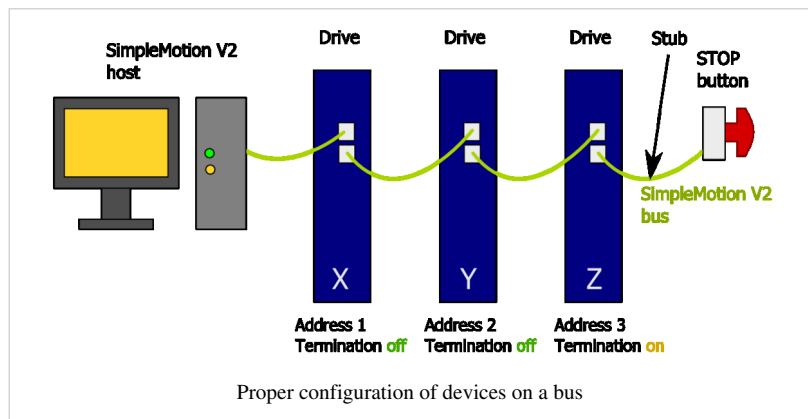 SimpleMotion V2
host
Drive
Drive
Drive
Stub
STOP
button
SimpleMotion V2
bus
X
Y
Z
Address 1
Termination off
Address 2
Termination off
Address 3
Termination on
Proper configuration of devices on a bus